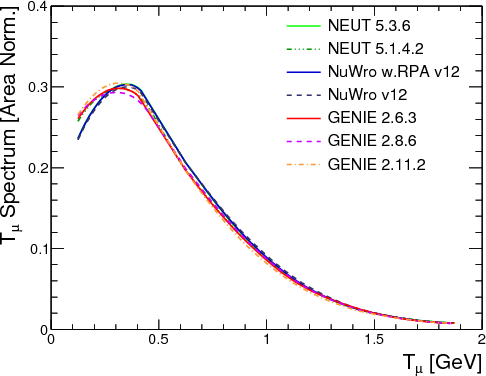 0.4
0.3
0.2
0.1
0
0
0.5
1
1.5
2
Tμ Spectrum [Area Norm.]
Tμ [GeV]
NEUT 5.3.6
NEUT 5.1.4.2
NuWro w.RPA v12
NuWro v12
GENIE 2.6.3
GENIE 2.8.6
GENIE 2.11.2